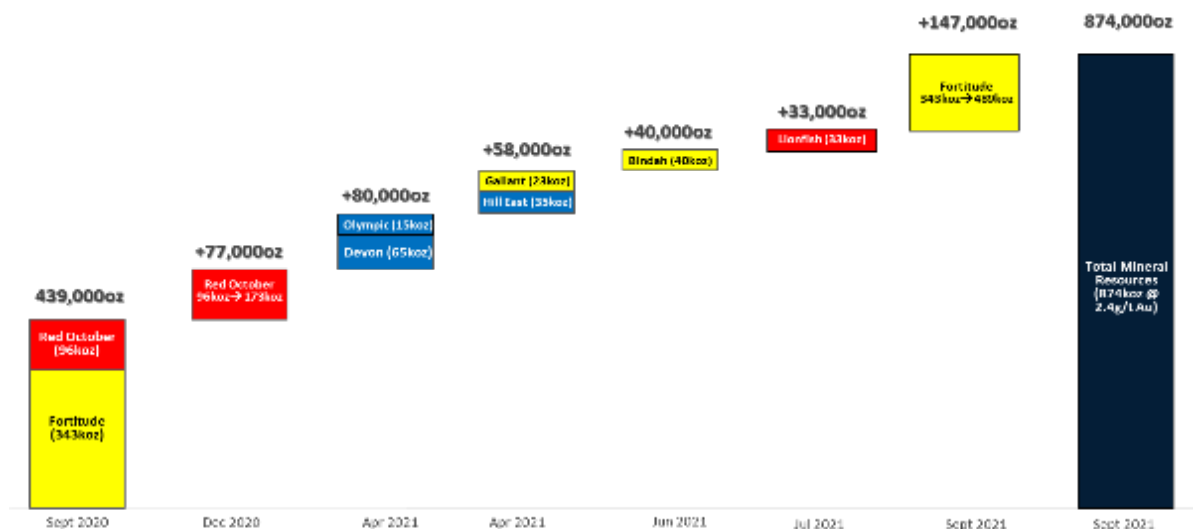 439,000oz
Red October
(96koz)
Fortitude
(343koz)
Sept 2020
+77,000oz
Red October
96koz→ 173koz
Dec 2020
+80,000oz
Olympic (15koz)
Devon (65koz)
Apr 2021
+58,000oz
Gallant (23koz)
Hill East (35koz)
Apr 2021
+40,000oz
Bindah (40koz)
Jun 2021
+33,000oz
Lionfish (33koz)
Jul 2021
+147,000oz
Fortitude
Sept 2021
874,000oz
Total Mineral
Resources
(874koz @
2.4g/t Au)
Sept 2021